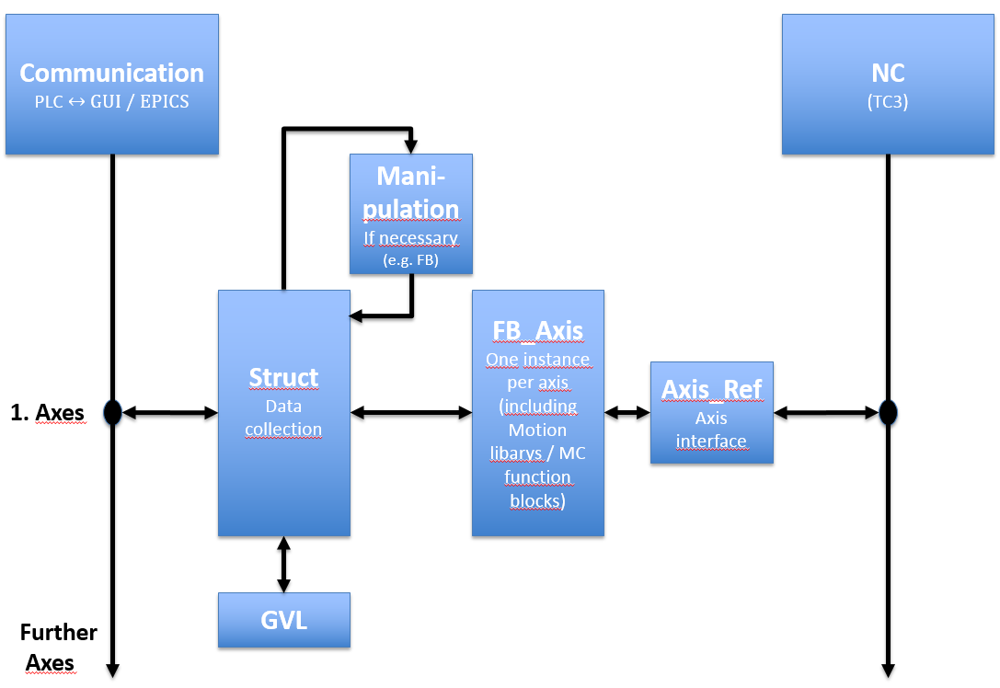 Communication
PLC ↔ GUI / EPICS
NC
(TC3)
Mani-
pulation
If necessary
(e.g. FB)
Struct
Data
collection
FB_Axis
One instance
per axis
(including
Motion
librarys / MC
function
blocks)
Axis_Ref
Axis
interface
1. Axes
GVL
Further
Axes